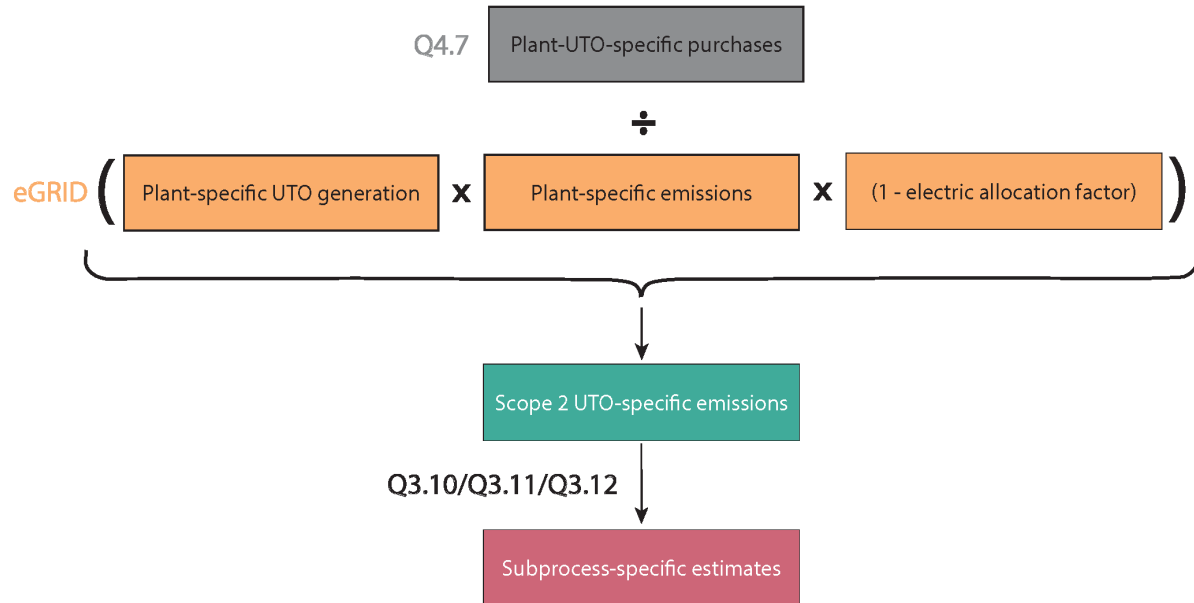 Q4.7 Plant-UTO-specific purchases
÷
eGRID ( Plant-specific UTO generation x Plant-specific emissions x (1 - electric allocation factor) )
Scope 2 UTO-specific emissions
Q3.10/Q3.11/Q3.12
Subprocess-specific estimates